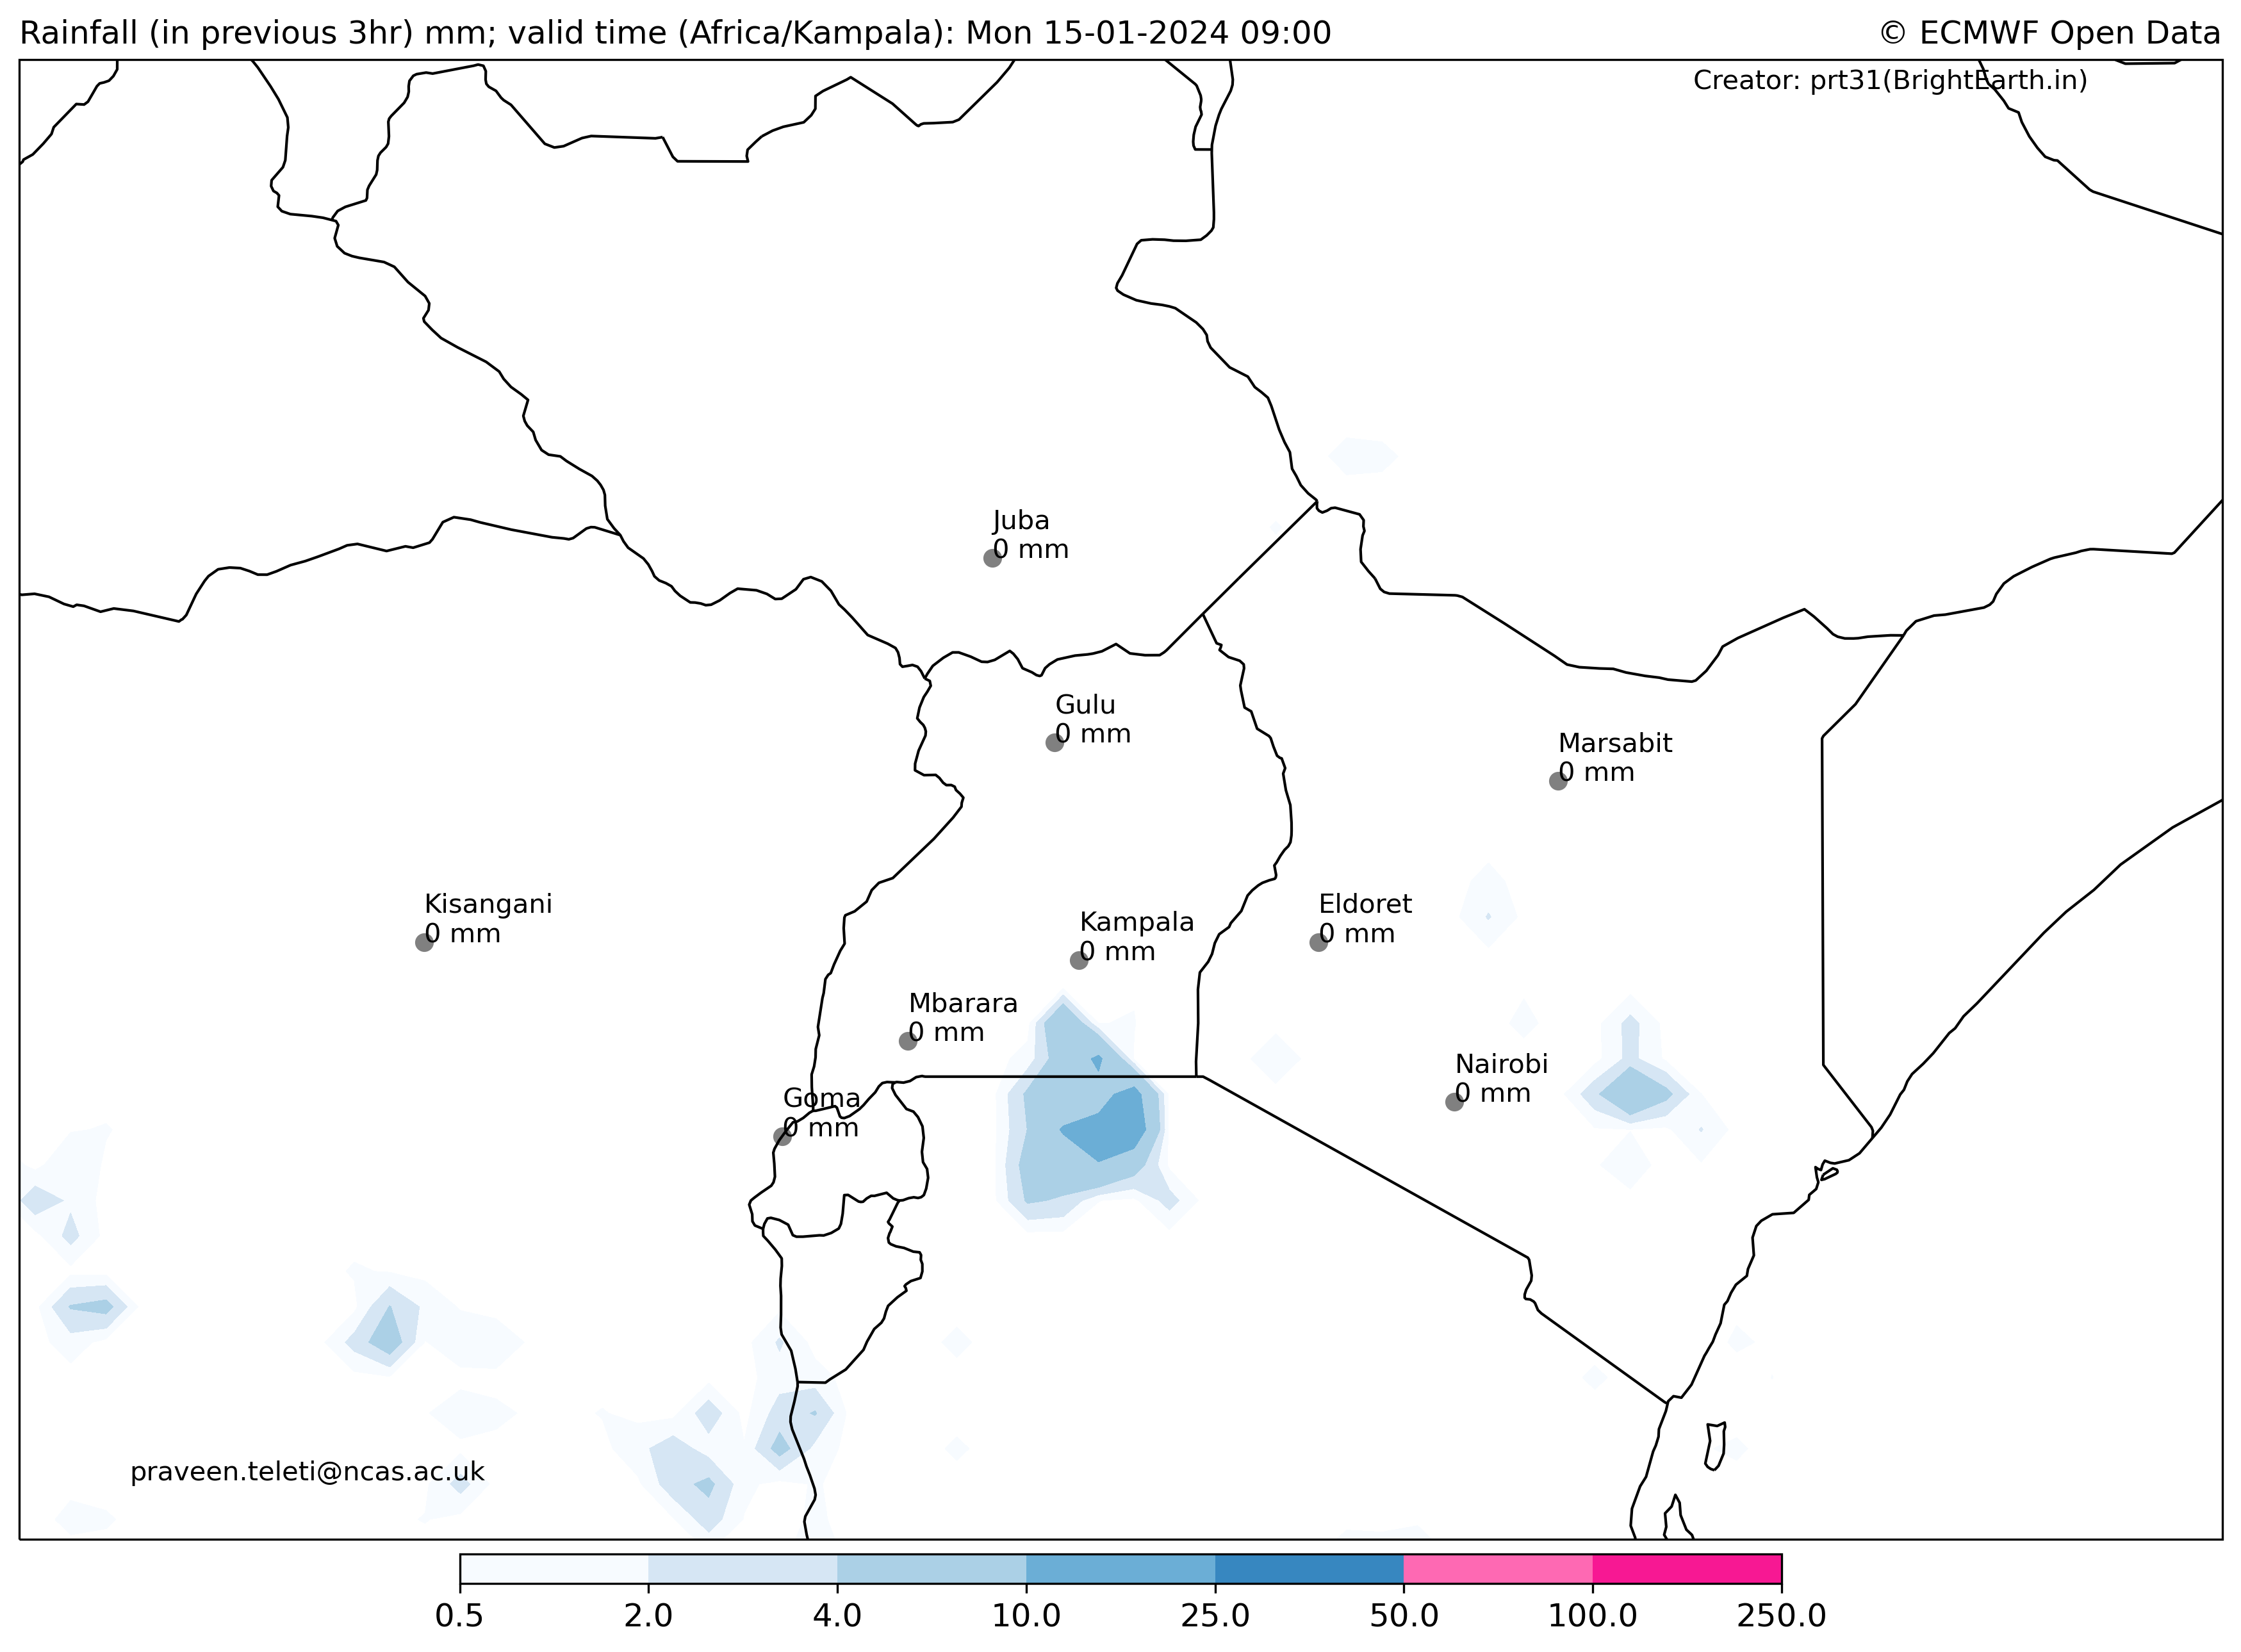 Rainfall (in previous 3hr) mm; valid time (Africa/Kampala): Mon 15-01-2024 09:00
© ECMWF Open Data
Creator: prt31(BrightEarth.in)
Juba
0 mm
Gulu
0 mm
Marsabit
0 mm
Kisangani
0 mm
Eldoret
0 mm
Kampala
0 mm
Mbarara
0 mm
Nairobi
0 mm
Goma
0 mm
praveen.teleti@ncas.ac.uk
0.5 2.0 4.0 10.0 25.0 50.0 100.0 250.0